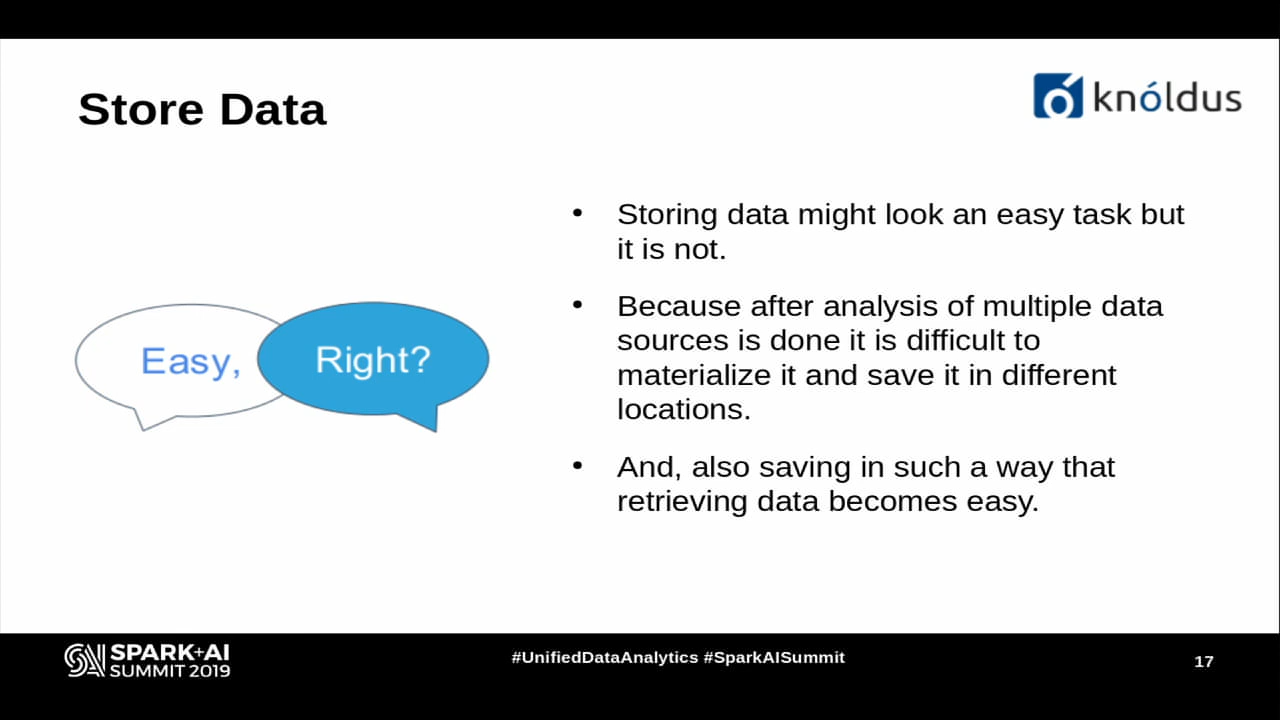 Store Data
knóldus
Easy,
Right?
• Storing data might look an easy task but
it is not.
• Because after analysis of multiple data
sources is done it is difficult to
materialize it and save it in different
locations.
• And, also saving in such a way that
retrieving data becomes easy.
SPARK+AI
SUMMIT 2019
#UnifiedDataAnalytics #SparkAISummit
17